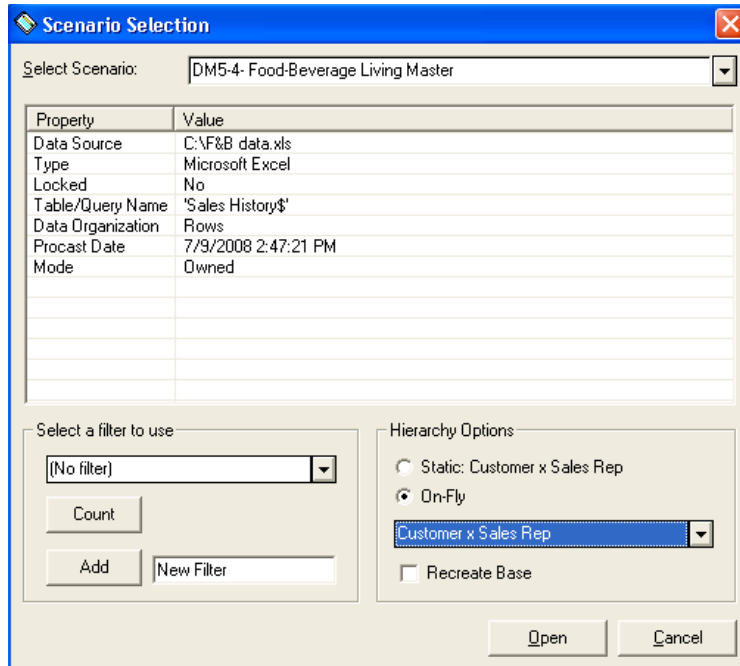 Scenario Selection
Select Scenario: DM5-4- Food-Beverage Living Master
Property Value
Data Source C:\F&B data.xls
Type Microsoft Excel
Locked No
Table/Query Name 'Sales History$'
Data Organization Rows
Procast Date 7/9/2008 2:47:21 PM
Mode Owned
Select a filter to use
(No filter)
Count
Add New Filter
Hierarchy Options
Static: Customer x Sales Rep
On-Fly
Customer x Sales Rep
Recreate Base
Open Cancel